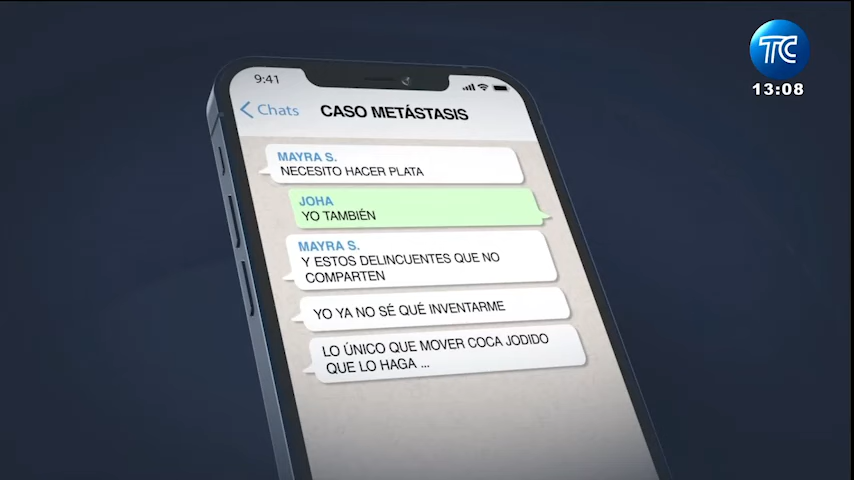 TC
13:08
9:41
Chats
CASO METÁSTASIS
MAYRA S.
NECESITO HACER PLATA
JOHA
YO TAMBIÉN
MAYRA S.
Y ESTOS DELINCUENTES QUE NO
COMPARTEN
YO YA NO SÉ QUÉ INVENTARME
LO ÚNICO QUE MOVER COCA JODIDO
QUE LO HAGA ...